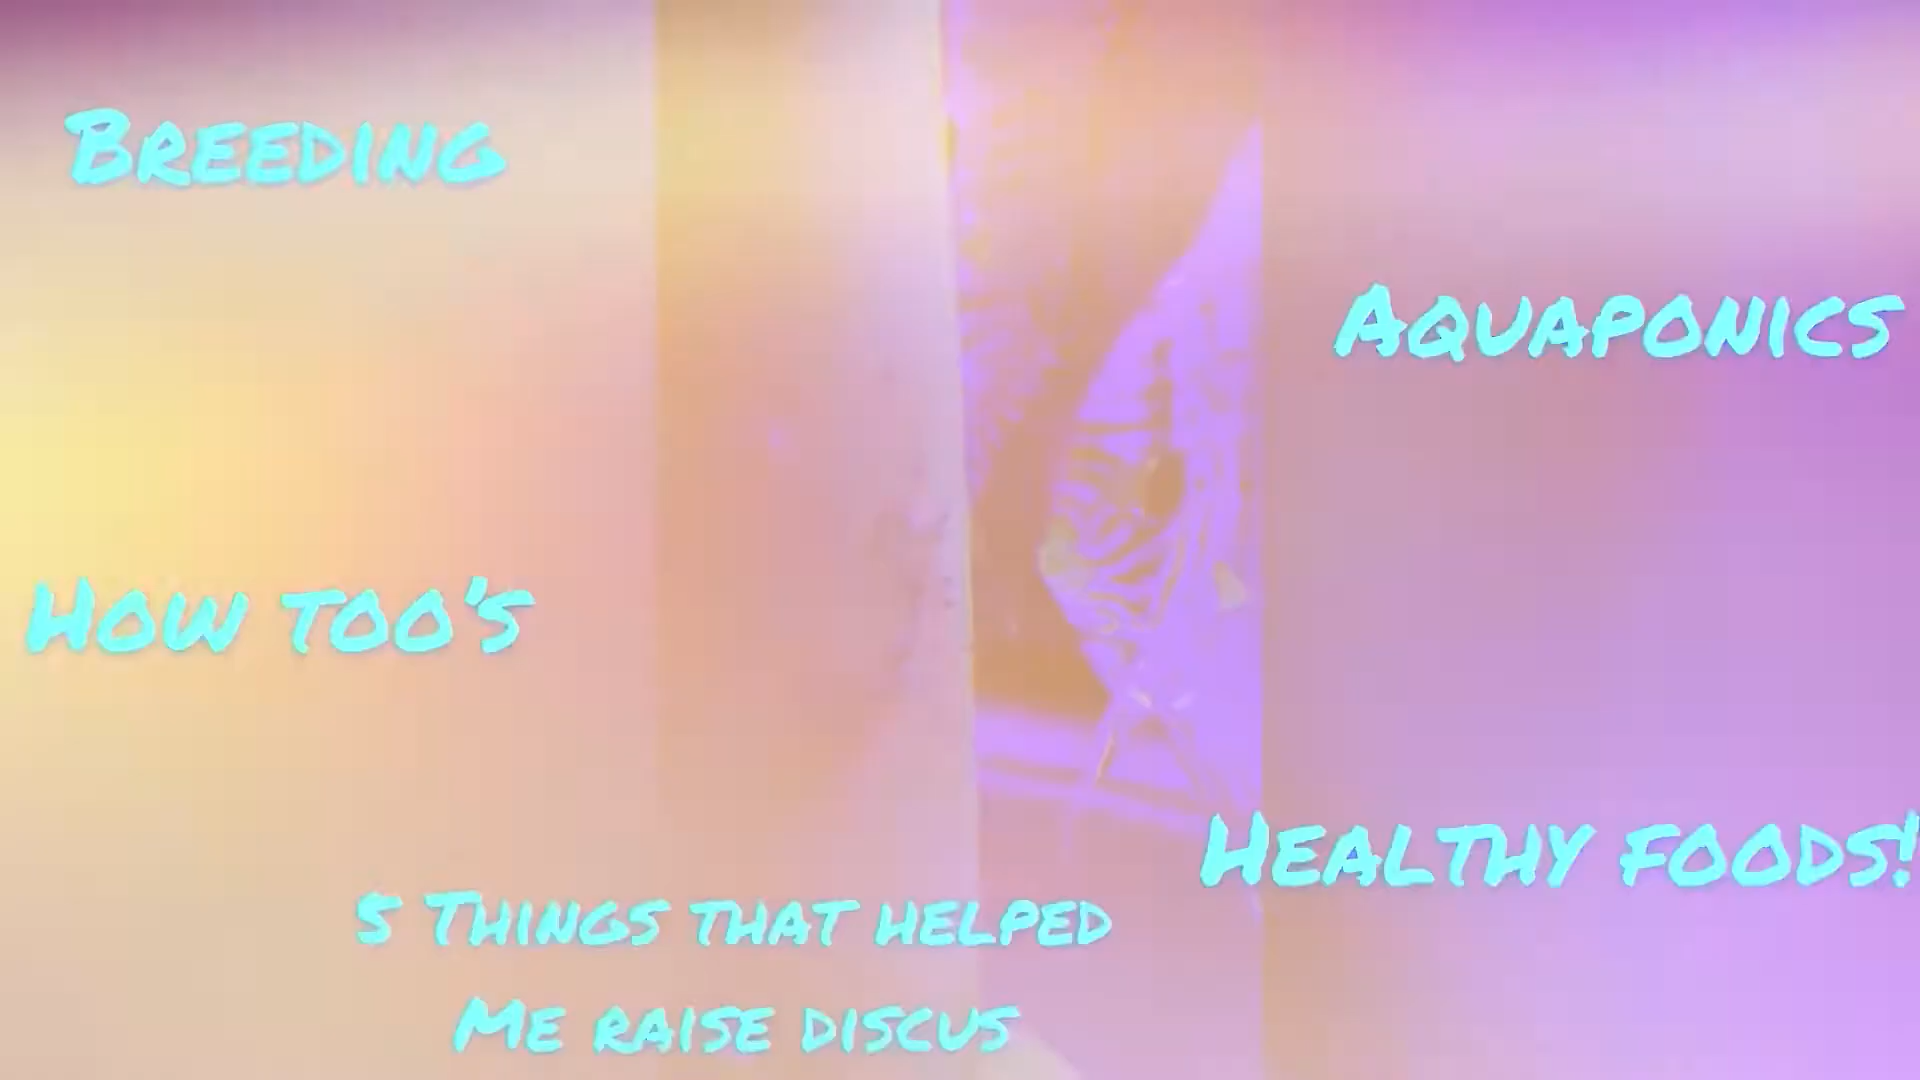 Breeding
Aquaponics
How too's
Healthy foods!
5 Things that helped
Me raise discus